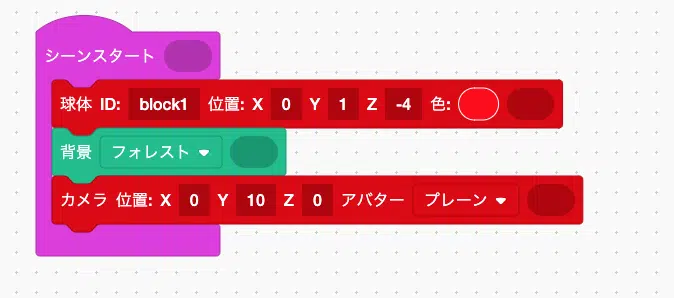 シーンスタート
球体 ID: block1 位置: X 0 Y 1 Z -4 色:
背景 フォレスト
カメラ 位置: X 0 Y 10 Z 0 アバター プレーン